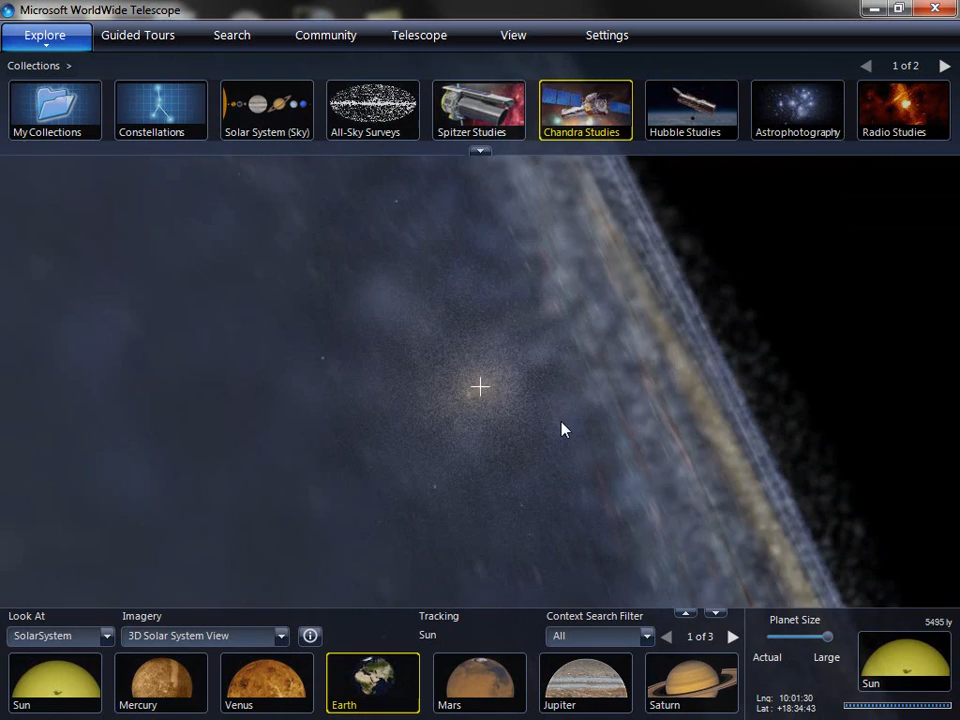 Microsoft WorldWide Telescope
Explore Guided Tours Search Community Telescope View Settings
Collections > 1 of 2
My Collections Constellations Solar System (Sky) All-Sky Surveys Spitzer Studies Chandra Studies Hubble Studies Astrophotography Radio Studies
Look At Imagery Tracking Context Search Filter Planet Size 5495 ly
SolarSystem 3D Solar System View Sun All 1 of 3
Actual Large
Sun Mercury Venus Earth Mars Jupiter Saturn Sun
Lnq: 10:01:30
Lat : +18:34:43